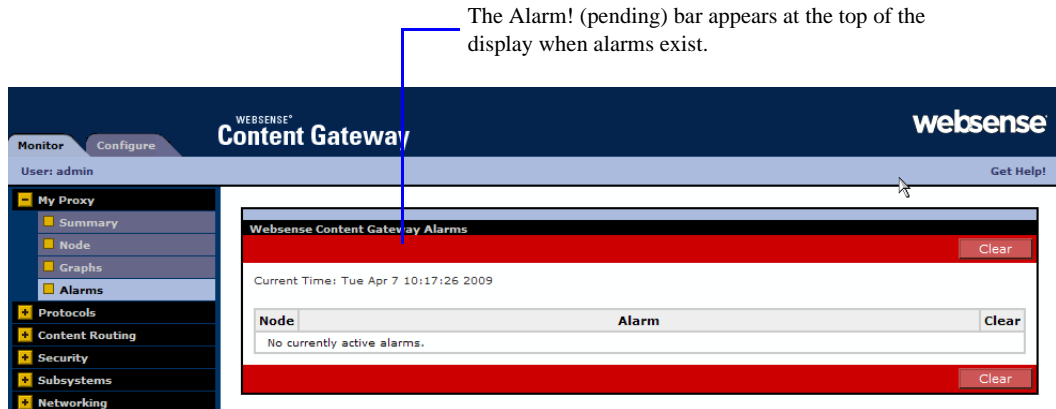 The Alarm! (pending) bar appears at the top of the
display when alarms exist.
WEBSENSE®
Content Gateway
websense
Monitor
Configure
User: admin
Get Help!
My Proxy
Summary
Node
Graphs
Alarms
Protocols
Content Routing
Security
Subsystems
Networking
Websense Content Gateway Alarms
Clear
Current Time: Tue Apr 7 10:17:26 2009
Node Alarm Clear
No currently active alarms.
Clear